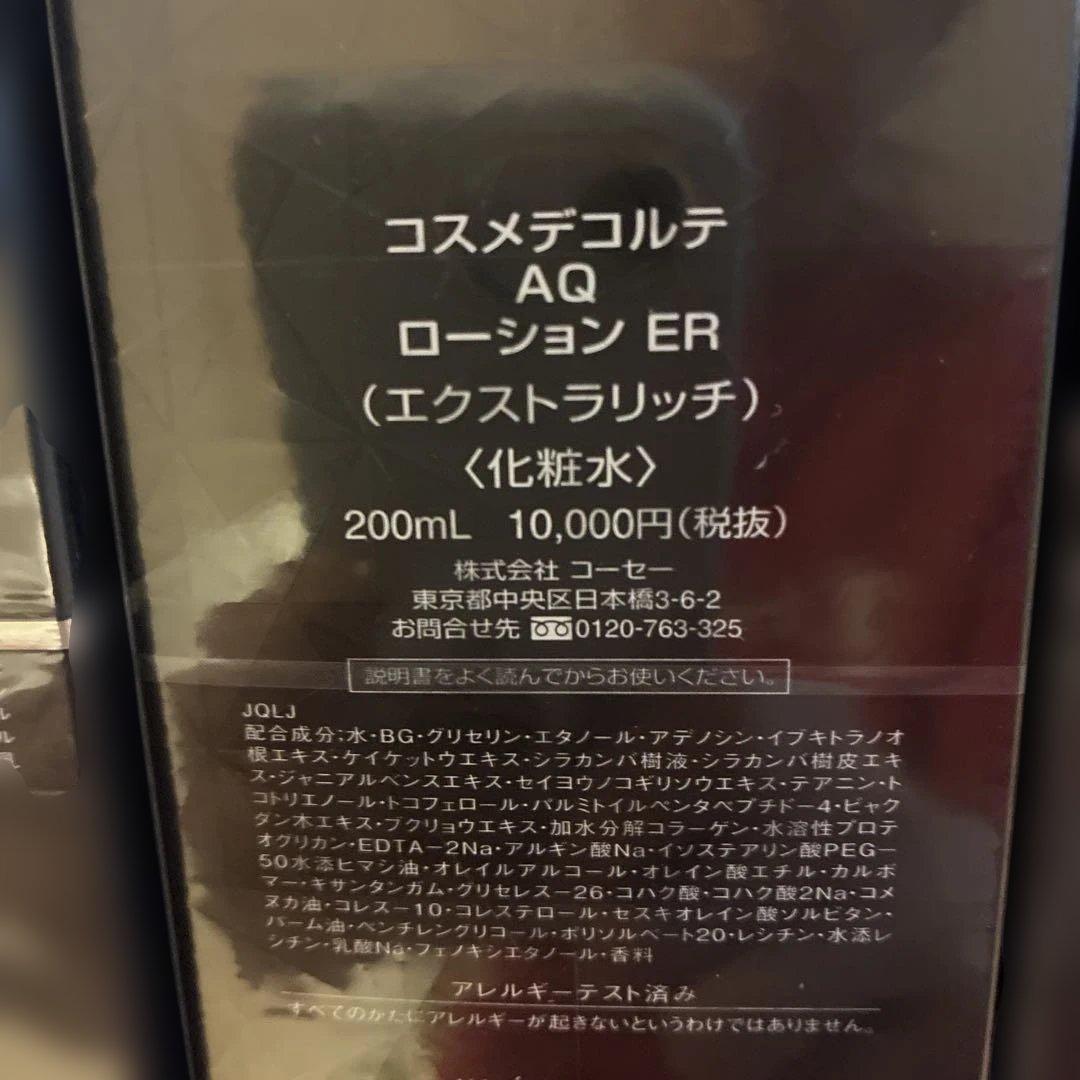 コスメデコルテ
AQ
ローション ER
(エクストラリッチ)
〈化粧水〉
200mL 10,000円(税抜)
株式会社 コーセー
東京都中央区日本橋3-6-2
お問合せ先 0120-763-325
説明書をよく読んでからお使いください。
JQLJ
配合成分;水・BG・グリセリン・エタノール・アデノシン・イブキトラノオ
根エキス・ケイケットウエキス・シラカンバ樹液・シラカンバ樹皮エキ
ス・ジャニアルベンスエキス・セイヨウノコギリソウエキス・テアニン・ト
コトリエノール・トコフェロール・パルミトイルペンタペプチド－4・ビャク
ダン木エキス・ブクリョウエキス・加水分解コラーゲン・水溶性プロテ
オグリカン・EDTA－2Na・アルギン酸Na・イソステアリン酸PEG－
50水添ヒマシ油・オレイルアルコール・オレイン酸エチル・カルボ
マー・キサンタンガム・グリセレス－26・コハク酸・コハク酸2Na・コメ
ヌカ油・コレス－10・コレステロール・セスキオレイン酸ソルビタン・
パーム油・ペンチレングリコール・ポリソルベート20・レシチン・水添レ
シチン・乳酸Na・フェノキシエタノール・香料
アレルギーテスト済み
すべてのかたにアレルギーが起きないというわけではありません。